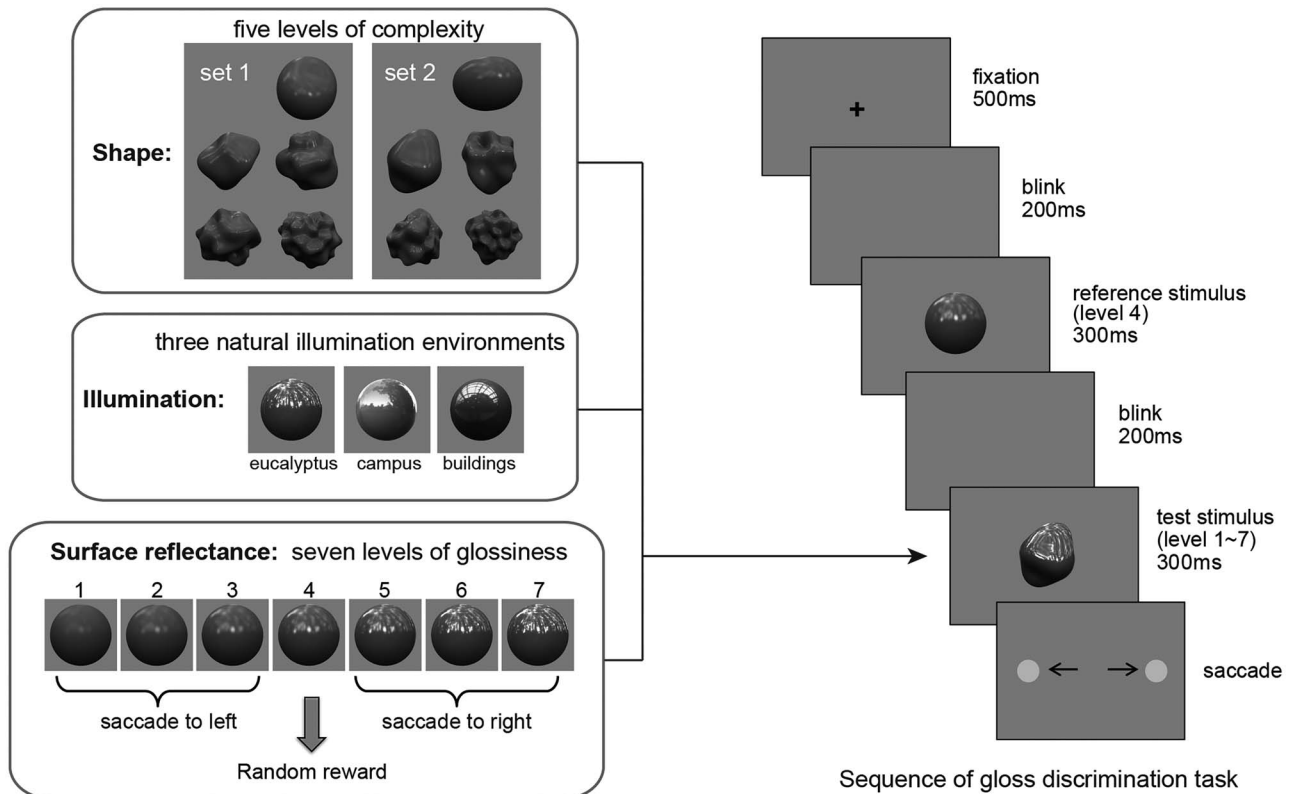 five levels of complexity
set 1
set 2
Shape:
three natural illumination environments
Illumination:
eucalyptus
campus
buildings
Surface reflectance: seven levels of glossiness
1 2 3 4 5 6 7
saccade to left
saccade to right
Random reward
+
fixation
500ms
blink
200ms
reference stimulus
(level 4)
300ms
blink
200ms
test stimulus
(level 1~7)
300ms
saccade
Sequence of gloss discrimination task